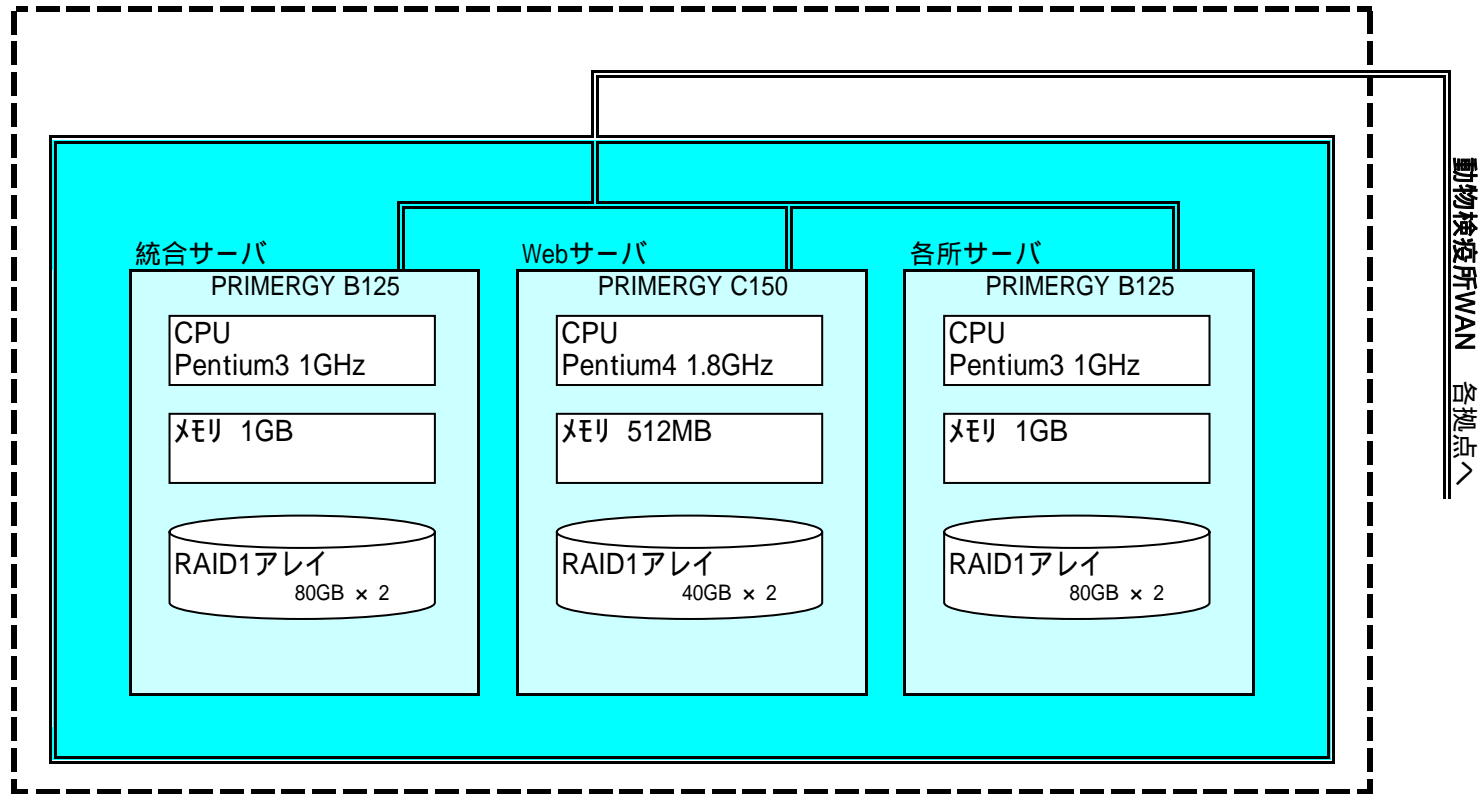 統合サーバ
PRIMERGY B125
CPU
Pentium3 1GHz
メモリ 1GB
RAID1アレイ
80GB × 2
Webサーバ
PRIMERGY C150
CPU
Pentium4 1.8GHz
メモリ 512MB
RAID1アレイ
40GB × 2
各所サーバ
PRIMERGY B125
CPU
Pentium3 1GHz
メモリ 1GB
RAID1アレイ
80GB × 2
動物検疫所WAN 各拠点へ